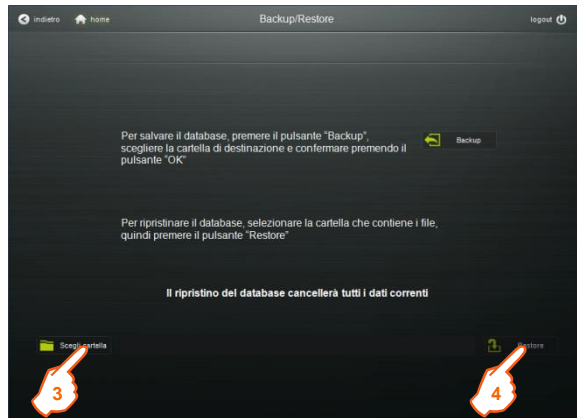 indietro home Backup/Restore logout
Per salvare il database, premere il pulsante "Backup",
scegliere la cartella di destinazione e confermare premendo il
pulsante "OK"
Backup
Per ripristinare il database, selezionare la cartella che contiene i file,
quindi premere il pulsante "Restore"
Il ripristino del database cancellerà tutti i dati correnti
Scegli cartella Restore
3 4